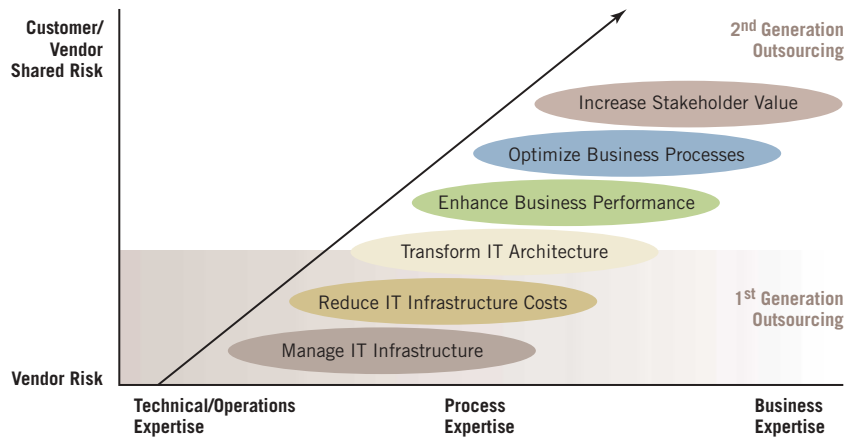 Customer/
Vendor
Shared Risk
2nd Generation
Outsourcing
Increase Stakeholder Value
Optimize Business Processes
Enhance Business Performance
Transform IT Architecture
Reduce IT Infrastructure Costs
1st Generation
Outsourcing
Manage IT Infrastructure
Vendor Risk
Technical/Operations
Expertise
Process
Expertise
Business
Expertise